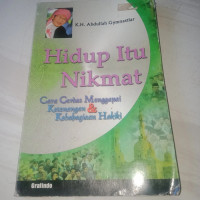 K.H. Abdullah Gymnastiar
Hidup Itu
Nikmat
Cara Cerdas Menggapai
Ketenangan &
Kebahagiaan Hakiki
Grafindo